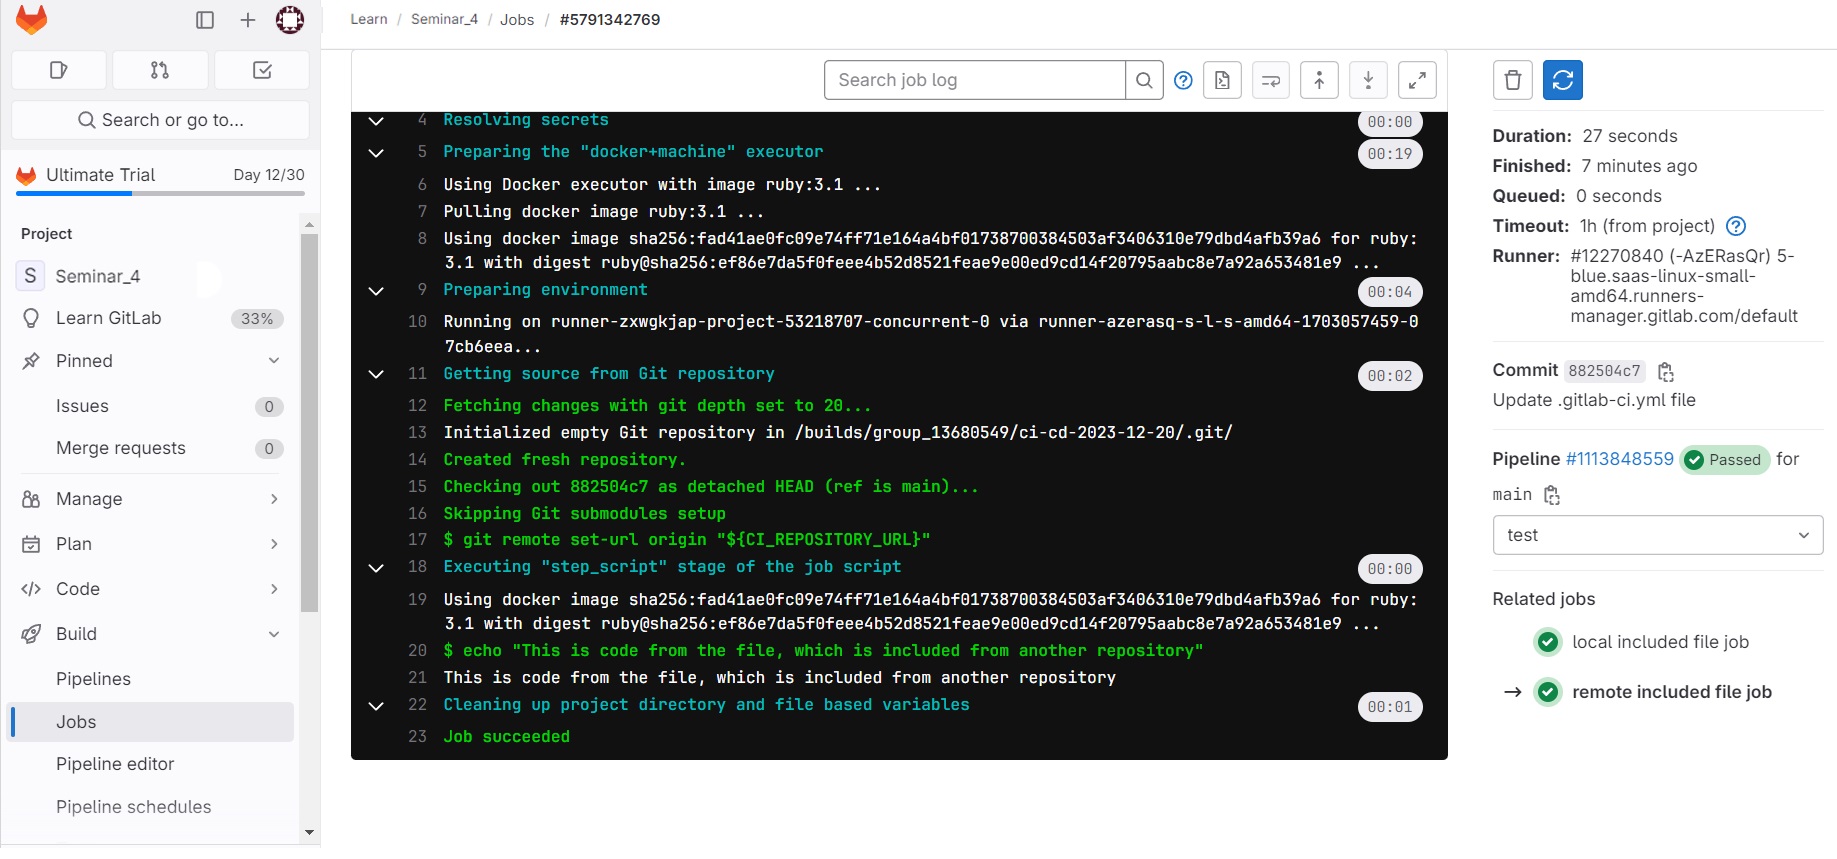 Learn / Seminar_4 / Jobs / #5791342769
Search or go to...
Ultimate Trial Day 12/30
Project
S Seminar_4
Learn GitLab 33%
Pinned
Issues 0
Merge requests 0
Manage
Plan
Code
Build
Pipelines
Jobs
Pipeline editor
Pipeline schedules
Search job log
4 Resolving secrets 00:00
5 Preparing the "docker+machine" executor 00:19
6 Using Docker executor with image ruby:3.1 ...
7 Pulling docker image ruby:3.1 ...
8 Using docker image sha256:fad41ae0fc09e74ff71e164a4bf01738700384503af3406310e79dbd4afb39a6 for ruby:
3.1 with digest ruby@sha256:ef86e7da5f0feee4b52d8521feae9e00ed9cd14f20795aabc8e7a92a653481e9 ...
9 Preparing environment 00:04
10 Running on runner-zxwgkjap-project-53218707-concurrent-0 via runner-azerasq-s-l-s-amd64-1703057459-0
7cb6eea...
11 Getting source from Git repository 00:02
12 Fetching changes with git depth set to 20...
13 Initialized empty Git repository in /builds/group_13680549/ci-cd-2023-12-20/.git/
14 Created fresh repository.
15 Checking out 882504c7 as detached HEAD (ref is main)...
16 Skipping Git submodules setup
17 $ git remote set-url origin "${CI_REPOSITORY_URL}"
18 Executing "step_script" stage of the job script 00:00
19 Using docker image sha256:fad41ae0fc09e74ff71e164a4bf01738700384503af3406310e79dbd4afb39a6 for ruby:
3.1 with digest ruby@sha256:ef86e7da5f0feee4b52d8521feae9e00ed9cd14f20795aabc8e7a92a653481e9 ...
20 $ echo "This is code from the file, which is included from another repository"
21 This is code from the file, which is included from another repository
22 Cleaning up project directory and file based variables 00:01
23 Job succeeded
Duration: 27 seconds
Finished: 7 minutes ago
Queued: 0 seconds
Timeout: 1h (from project)
Runner: #12270840 (-AzERasQr) 5-
blue.saas-linux-small-
amd64.runners-
manager.gitlab.com/default
Commit 882504c7
Update .gitlab-ci.yml file
Pipeline #1113848559 Passed for
main
test
Related jobs
local included file job
→ remote included file job